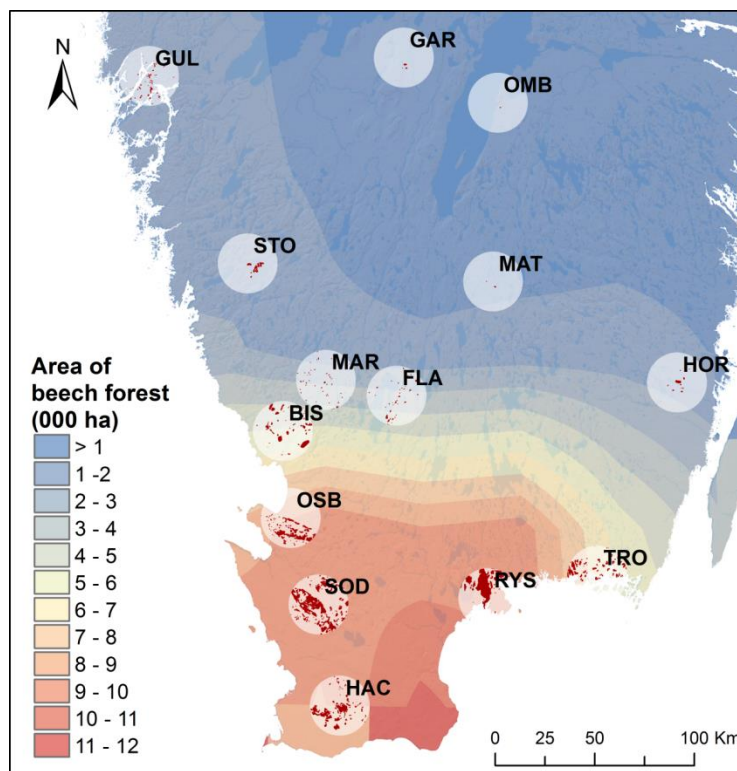 N
GUL
GAR
OMB
STO
MAT
MAR
FLA
HOR
BIS
OSB
TRO
SOD
RYS
HAC
Area of
beech forest
(000 ha)
> 1
1 -2
2 - 3
3 - 4
4 - 5
5 - 6
6 - 7
7 - 8
8 - 9
9 - 10
10 - 11
11 - 12
0 25 50 100 Km